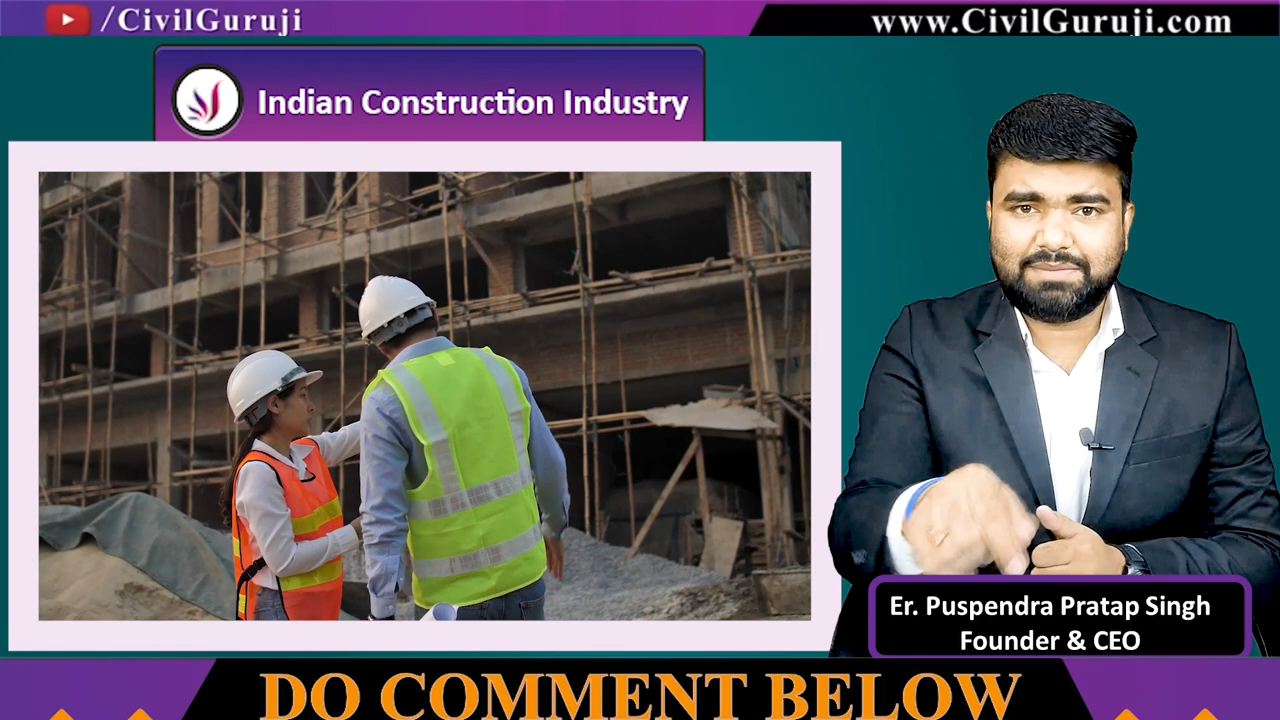 /CivilGuruji
www.CivilGuruji.com
Indian Construction Industry
Er. Puspendra Pratap Singh
Founder & CEO
DO COMMENT BELOW